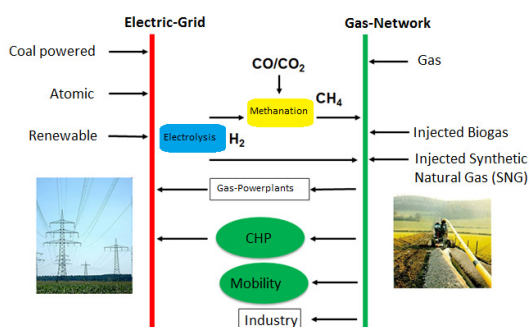 Electric-Grid
Gas-Network
Coal powered
CO/CO2
Gas
Atomic
Methanation
CH4
Renewable
Electrolysis
H2
Injected Biogas
Injected Synthetic
Natural Gas (SNG)
Gas-Powerplants
CHP
Mobility
Industry